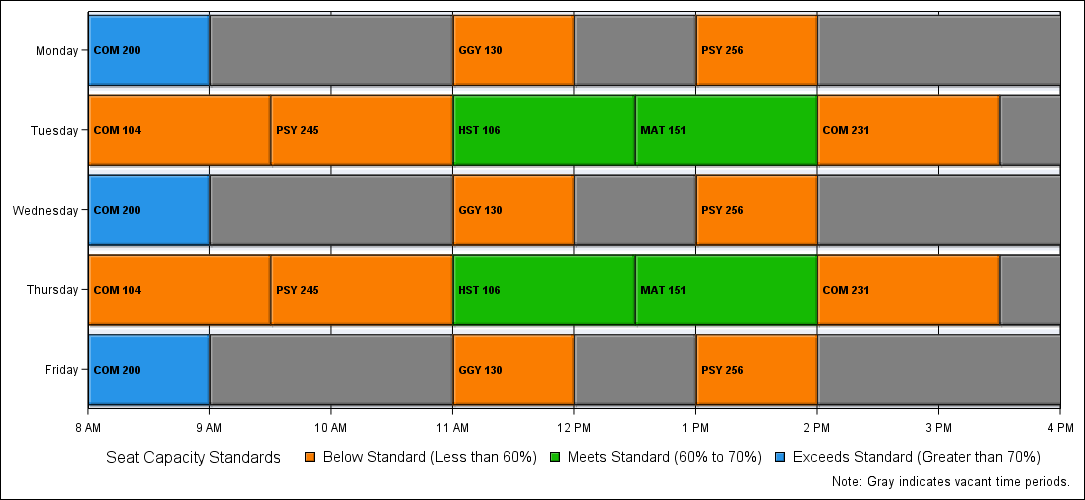 Monday COM 200 GGY 130 PSY 256
Tuesday COM 104 PSY 245 HST 106 MAT 151 COM 231
Wednesday COM 200 GGY 130 PSY 256
Thursday COM 104 PSY 245 HST 106 MAT 151 COM 231
Friday COM 200 GGY 130 PSY 256
8 AM 9 AM 10 AM 11 AM 12 PM 1 PM 2 PM 3 PM 4 PM
Seat Capacity Standards Below Standard (Less than 60%) Meets Standard (60% to 70%) Exceeds Standard (Greater than 70%)
Note: Gray indicates vacant time periods.